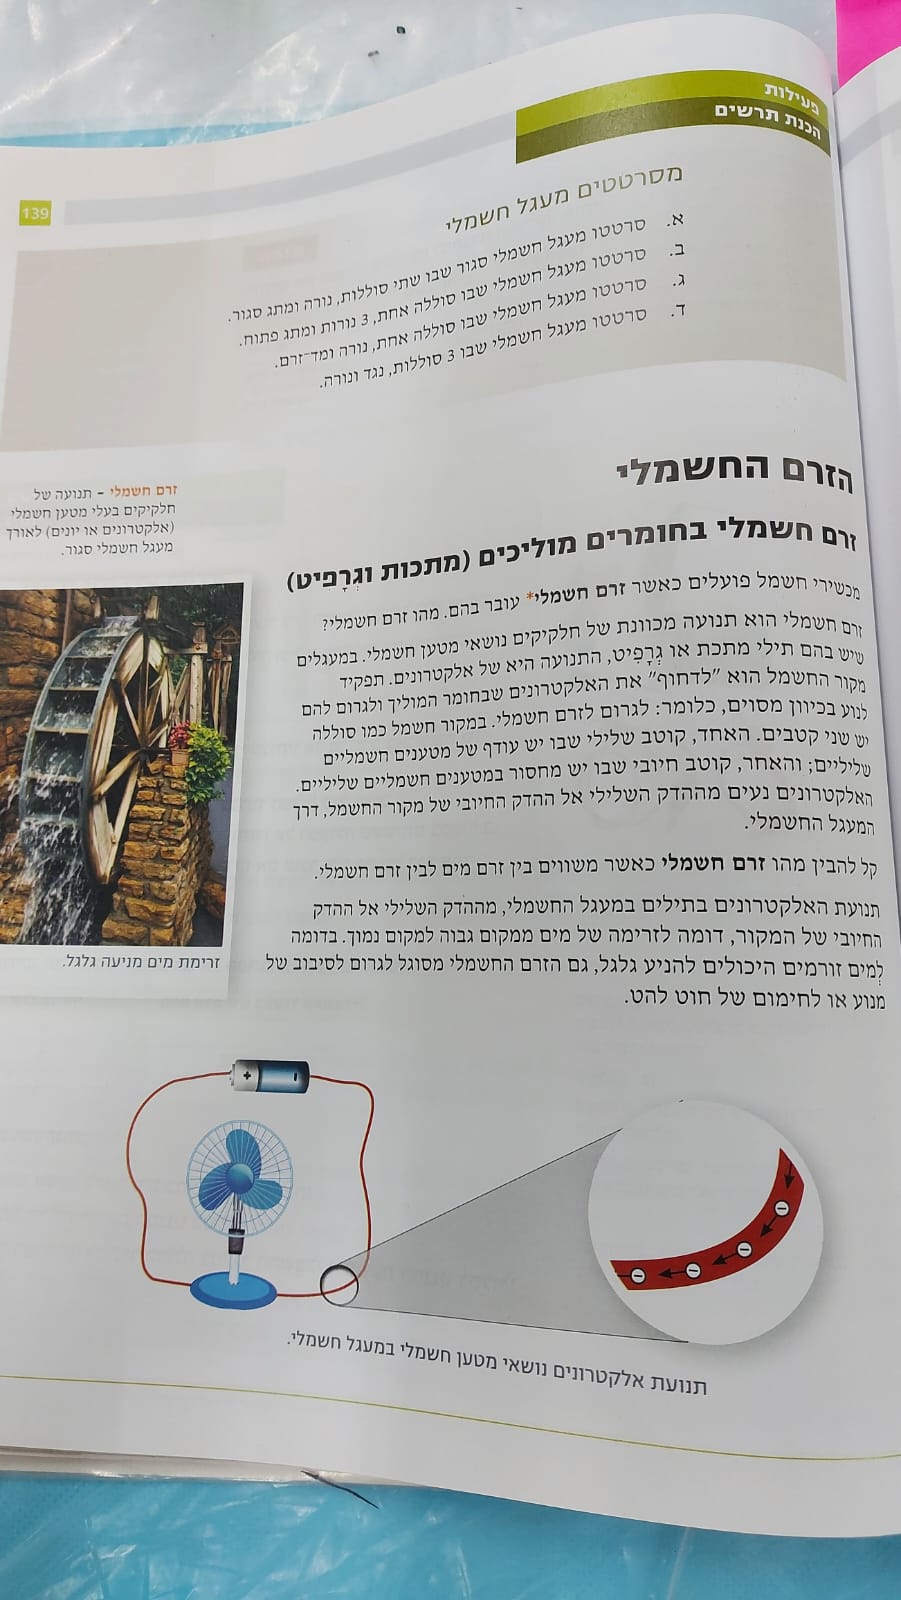 פעילות
הכנת תרשים
139
מסרטטים מעגל חשמלי
א. סרטטו מעגל חשמלי סגור שבו שתי סוללות, נורה ומתג סגור.
ב. סרטטו מעגל חשמלי שבו סוללה אחת, 3 נורות ומתג פתוח.
ג. סרטטו מעגל חשמלי שבו סוללה אחת, נורה ומד־זרם.
ד. סרטטו מעגל חשמלי שבו 3 סוללות, נגד ונורה.
הזרם החשמלי
זרם חשמלי בחומרים מוליכים (מתכות וגְרָפיט)
מכשירי חשמל פועלים כאשר זרם חשמלי* עובר בהם. מהו זרם חשמלי?
זרם חשמלי הוא תנועה מכוונת של חלקיקים נושאי מטען חשמלי. במעגלים
שיש בהם תילי מתכת או גְרָפיט, התנועה היא של אלקטרונים. תפקיד
מקור החשמל הוא "לדחוף" את האלקטרונים שבחומר המוליך ולגרום להם
לנוע בכיוון מסוים, כלומר: לגרום לזרם חשמלי. במקור חשמל כמו סוללה
יש שני קטבים. האחד, קוטב שלילי שבו יש עודף של מטענים חשמליים
שליליים; והאחר, קוטב חיובי שבו יש מחסור במטענים חשמליים שליליים.
האלקטרונים נעים מההדק השלילי אל ההדק החיובי של מקור החשמל, דרך
המעגל החשמלי.
קל להבין מהו זרם חשמלי כאשר משווים בין זרם מים לבין זרם חשמלי.
תנועת האלקטרונים בתילים במעגל החשמלי, מההדק השלילי אל ההדק
החיובי של המקור, דומה לזרימה של מים ממקום גבוה למקום נמוך. בדומה
לְמים זורמים היכולים להניע גלגל, גם הזרם החשמלי מסוגל לגרום לסיבוב של
מנוע או לחימום של חוט להט.
זרם חשמלי - תנועה של
חלקיקים בעלי מטען חשמלי
(אלקטרונים או יונים) לאורך
מעגל חשמלי סגור.
זרימת מים מניעה גלגל.
+ -
- - - -
תנועת אלקטרונים נושאי מטען חשמלי במעגל חשמלי.